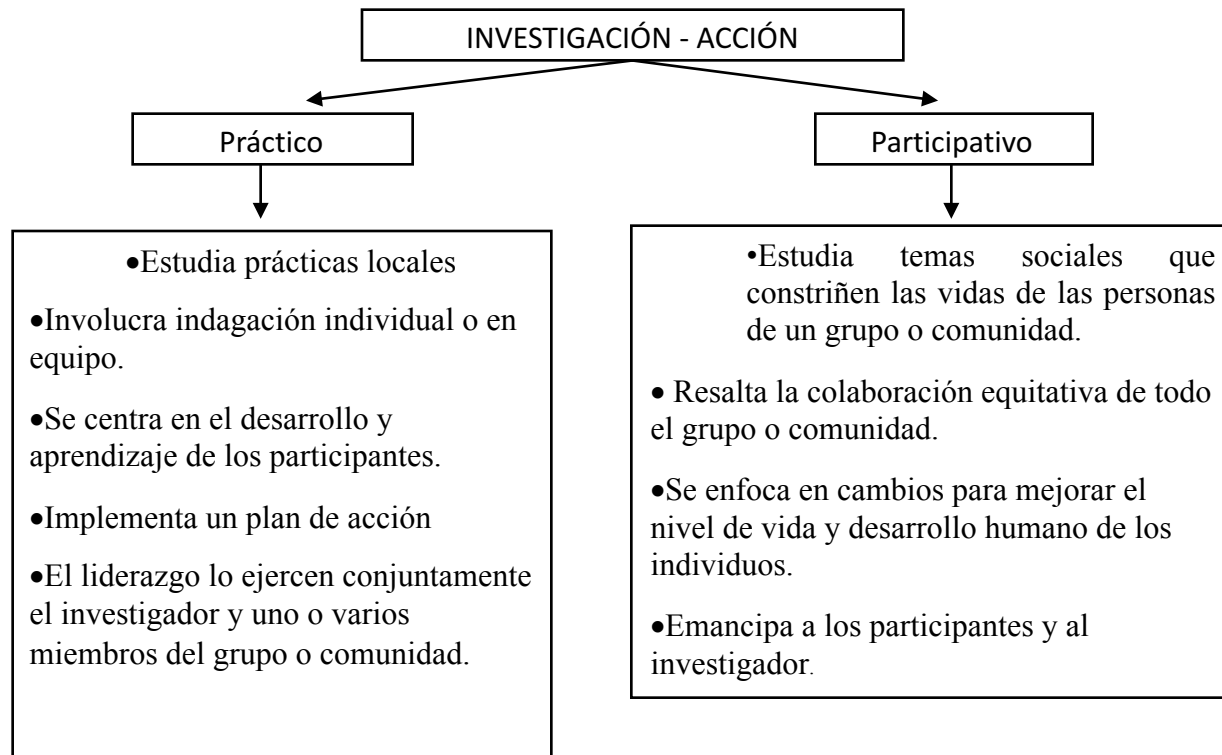 INVESTIGACIÓN - ACCIÓN
Práctico
Participativo
•Estudia prácticas locales
•Involucra indagación individual o en
equipo.
•Se centra en el desarrollo y
aprendizaje de los participantes.
•Implementa un plan de acción
•El liderazgo lo ejercen conjuntamente
el investigador y uno o varios
miembros del grupo o comunidad.
•Estudia temas sociales que
constriñen las vidas de las personas
de un grupo o comunidad.
• Resalta la colaboración equitativa de todo
el grupo o comunidad.
•Se enfoca en cambios para mejorar el
nivel de vida y desarrollo humano de los
individuos.
•Emancipa a los participantes y al
investigador.